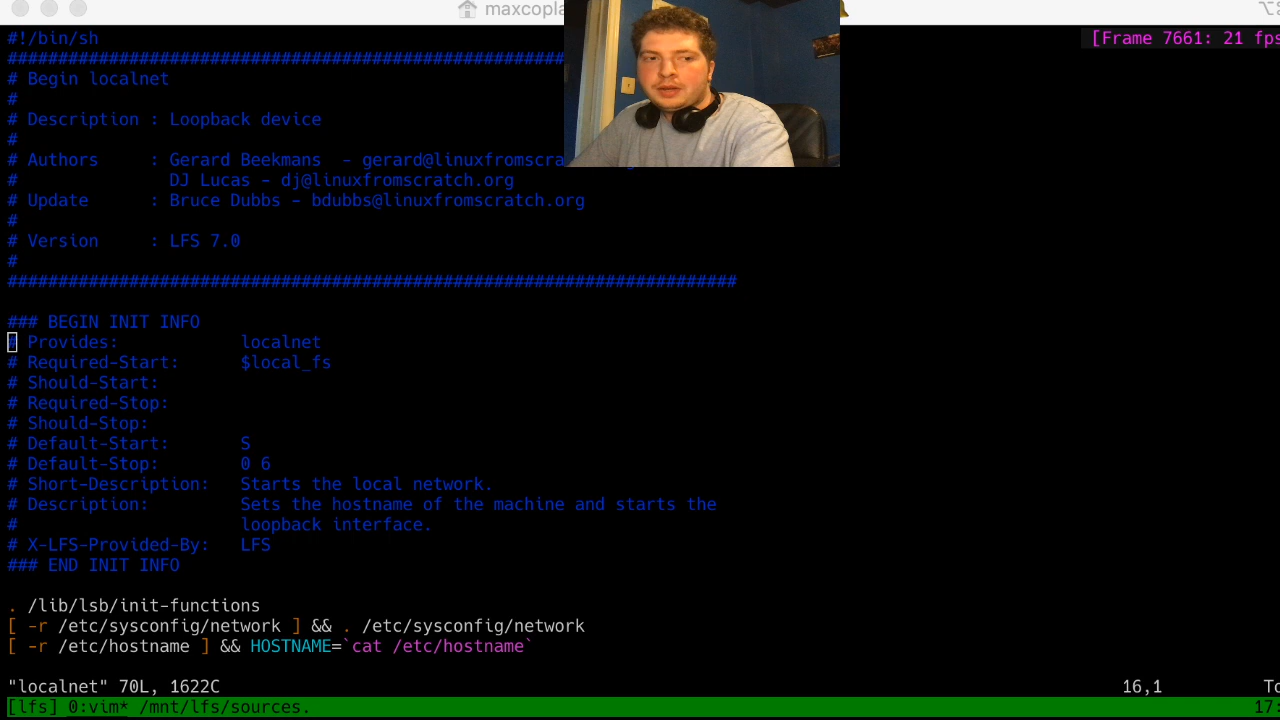 maxcopla
#!/bin/sh
[Frame 7661: 21 fps
#######################################################
# Begin localnet
#
# Description : Loopback device
#
# Authors     : Gerard Beekmans  - gerard@linuxfromscra
#               DJ Lucas - dj@linuxfromscratch.org
# Update      : Bruce Dubbs - bdubbs@linuxfromscratch.org
#
# Version     : LFS 7.0
#
########################################################################
### BEGIN INIT INFO
# Provides:            localnet
# Required-Start:      $local_fs
# Should-Start:
# Required-Stop:
# Should-Stop:
# Default-Start:       S
# Default-Stop:        0 6
# Short-Description:   Starts the local network.
# Description:         Sets the hostname of the machine and starts the
#                      loopback interface.
# X-LFS-Provided-By:   LFS
### END INIT INFO
. /lib/lsb/init-functions
[ -r /etc/sysconfig/network ] && . /etc/sysconfig/network
[ -r /etc/hostname ] && HOSTNAME=`cat /etc/hostname`
"localnet" 70L, 1622C 16,1 To
[lfs] 0:vim* /mnt/lfs/sources. 17: